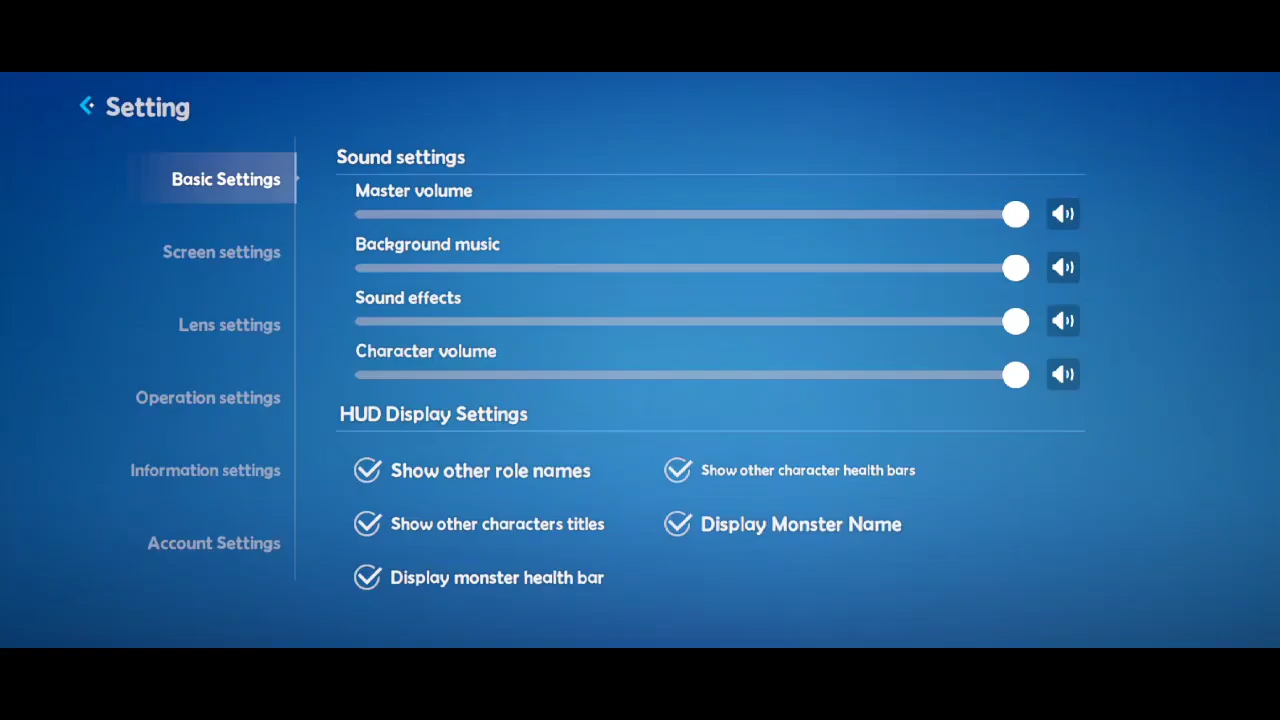 Setting
Basic Settings
Screen settings
Lens settings
Operation settings
Information settings
Account Settings
Sound settings
Master volume
Background music
Sound effects
Character volume
HUD Display Settings
Show other role names
Show other character health bars
Show other characters titles
Display Monster Name
Display monster health bar